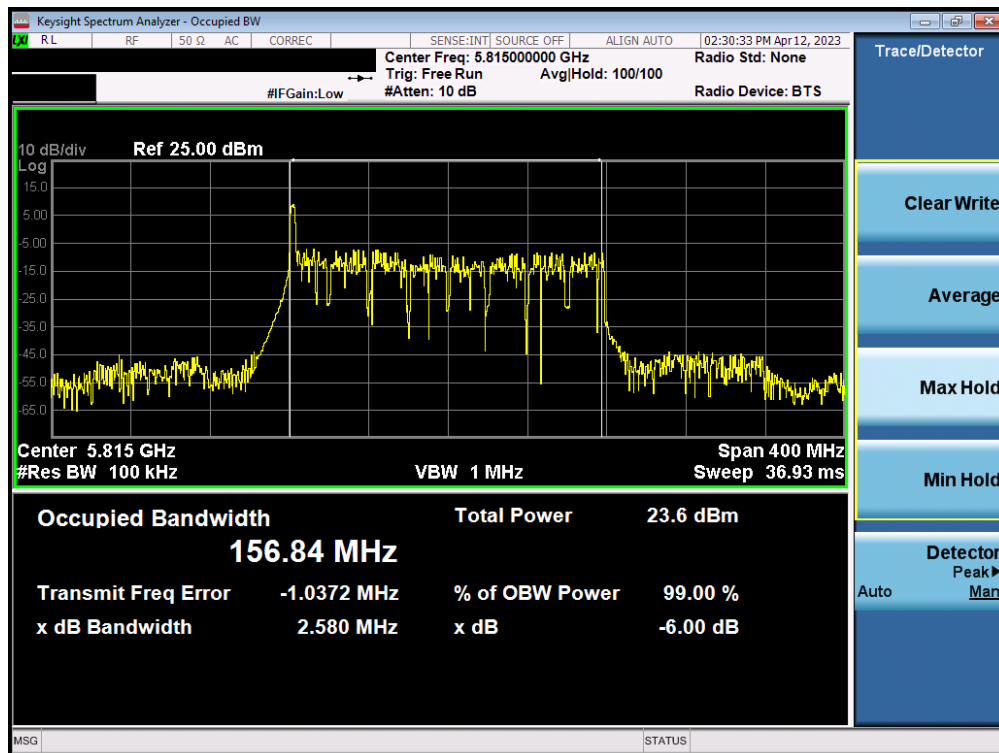 Keysight Spectrum Analyzer - Occupied BW
LXI RL RF 50 Ω AC CORREC SENSE:INT SOURCE OFF ALIGN AUTO 02:30:33 PM Apr 12, 2023
Center Freq: 5.815000000 GHz Radio Std: None
Trig: Free Run Avg|Hold: 100/100
#IFGain:Low #Atten: 10 dB Radio Device: BTS
10 dB/div Ref 25.00 dBm
Log
15.0
5.00
-5.00
-15.0
-25.0
-35.0
-45.0
-55.0
-65.0
Center 5.815 GHz Span 400 MHz
#Res BW 100 kHz VBW 1 MHz Sweep 36.93 ms
Occupied Bandwidth Total Power 23.6 dBm
156.84 MHz
Transmit Freq Error -1.0372 MHz % of OBW Power 99.00 %
x dB Bandwidth 2.580 MHz x dB -6.00 dB
MSG STATUS
Trace/Detector
Clear Write
Average
Max Hold
Min Hold
Detector
Peak▶
Auto Man